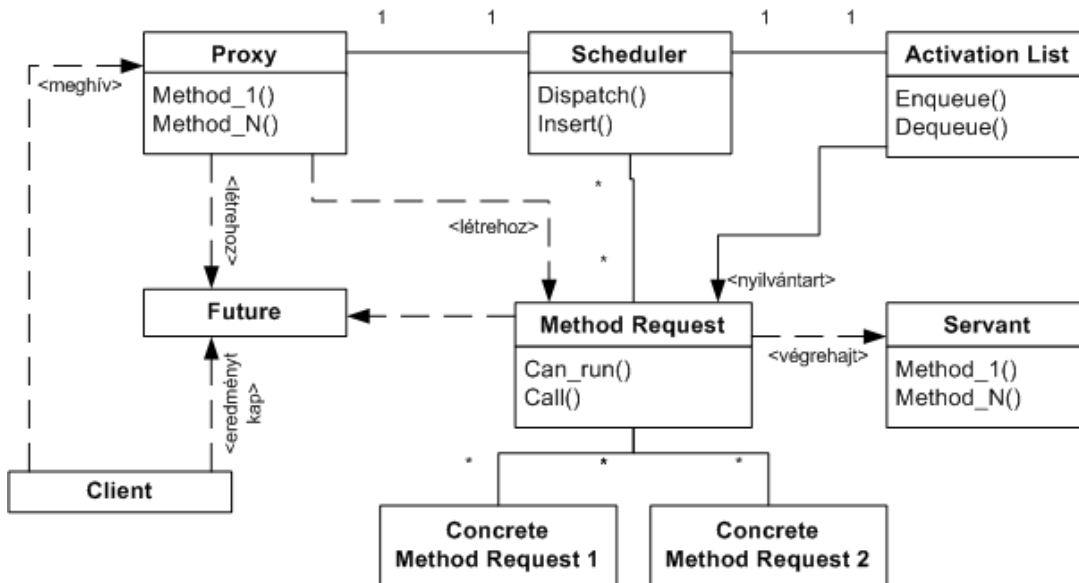 1 1 1 1
Proxy
Method_1()
Method_N()
Scheduler
Dispatch()
Insert()
Activation List
Enqueue()
Dequeue()
<meghív>
<létrehoz>
<létrehoz>
*
*
<nyilvántart>
Future
Method Request
Can_run()
Call()
<végrehajt>
Servant
Method_1()
Method_N()
<eredményt
kap>
Client
* * *
Concrete
Method Request 1
Concrete
Method Request 2